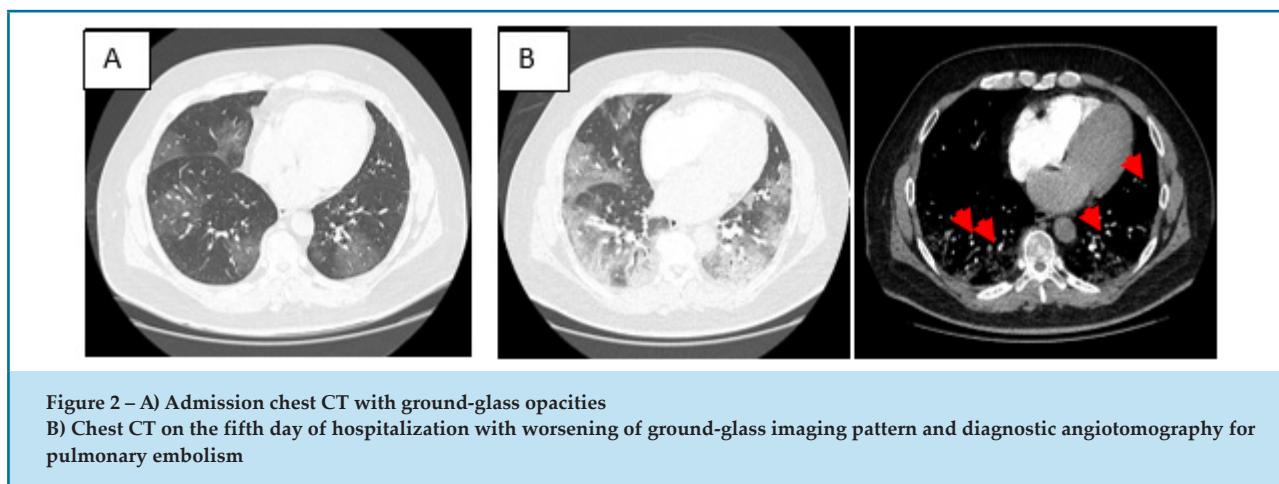 A
B
Figure 2 – A) Admission chest CT with ground-glass opacities
B) Chest CT on the fifth day of hospitalization with worsening of ground-glass imaging pattern and diagnostic angiotomography for
pulmonary embolism